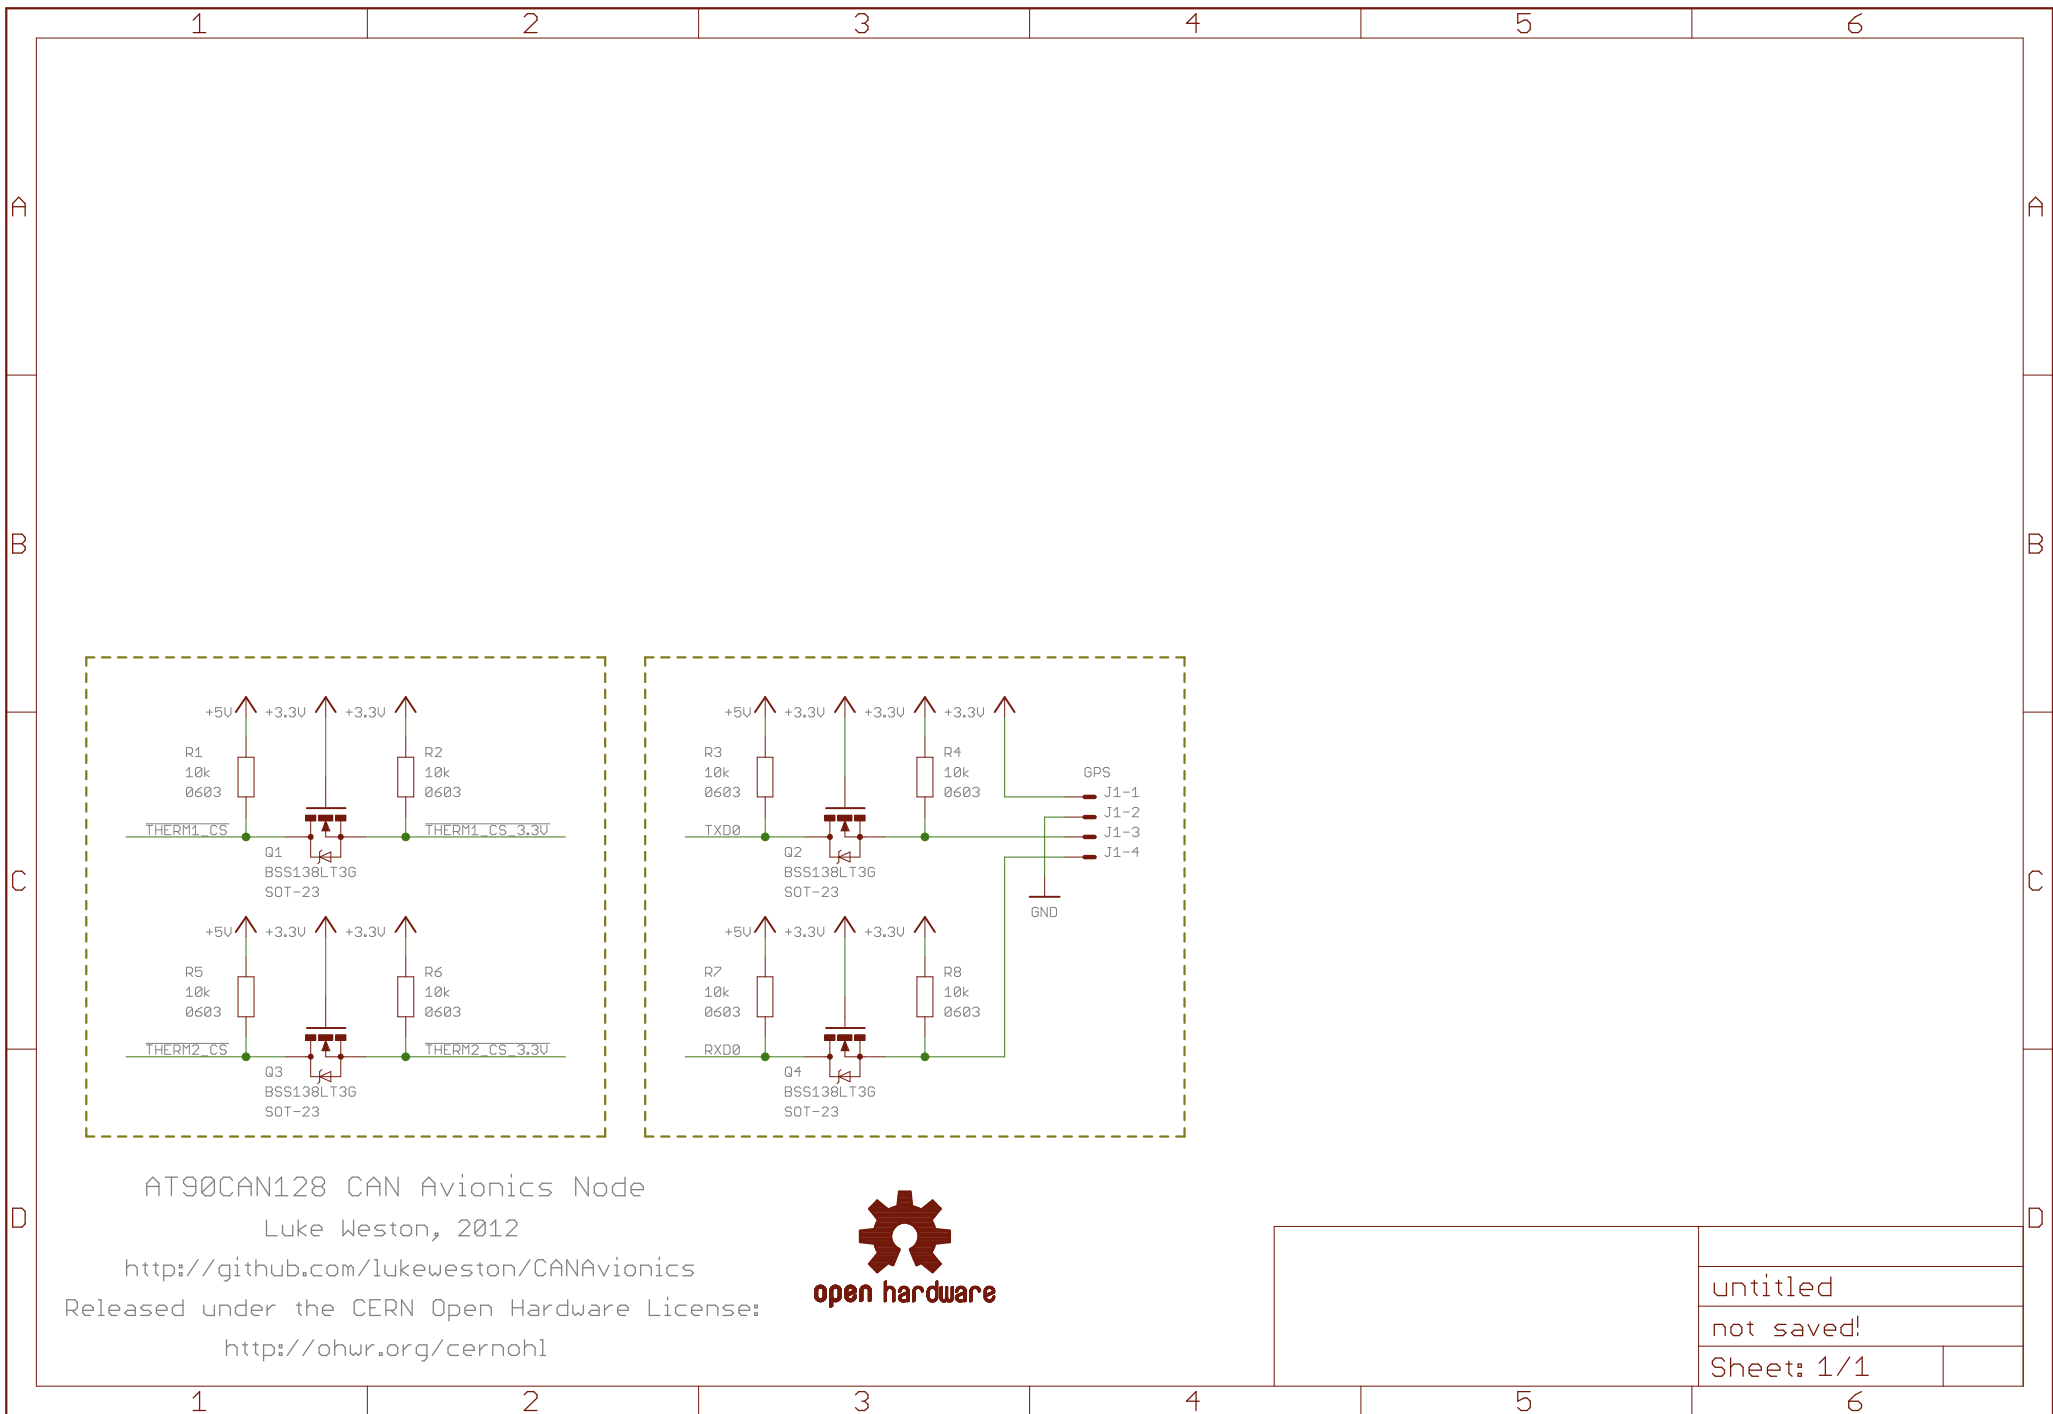 1 2 3 4 5 6
A A
B B
+5V +3.3V +3.3V
R1
10k
0603
R2
10k
0603
THERM1_CS
THERM1_CS_3.3V
Q1
BSS138LT3G
SOT-23
+5V +3.3V +3.3V
R5
10k
0603
R6
10k
0603
THERM2_CS
THERM2_CS_3.3V
Q3
BSS138LT3G
SOT-23
+5V +3.3V +3.3V +3.3V
R3
10k
0603
R4
10k
0603
GPS
J1-1
J1-2
J1-3
J1-4
TXD0
Q2
BSS138LT3G
SOT-23
GND
+5V +3.3V +3.3V
R7
10k
0603
R8
10k
0603
RXD0
Q4
BSS138LT3G
SOT-23
C C
AT90CAN128 CAN Avionics Node
Luke Weston, 2012
http://github.com/lukeweston/CANAvionics
Released under the CERN Open Hardware License:
http://ohwr.org/cernohl
open hardware
D D
untitled
not saved!
Sheet: 1/1
1 2 3 4 5 6